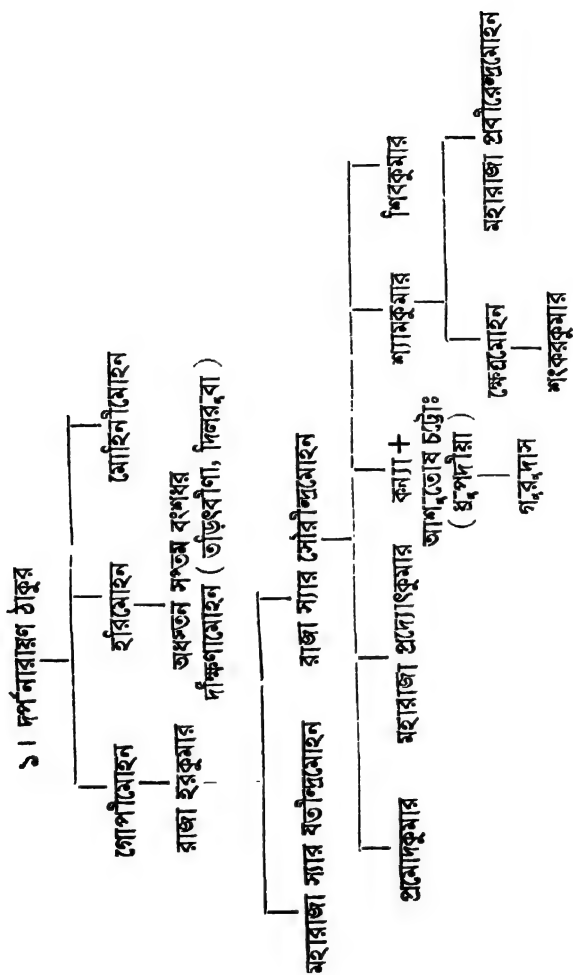 ১। দর্পনারায়ণ ঠাকুর
গোপীমোহন হরিমোহন মোহিনীমোহন
রাজা হরকুমার অধস্তন সপ্তম বংশধর
দক্ষিণামোহন ( তড়িৎবীণা, দিলরুবা )
মহারাজা স্যার যতীন্দ্রমোহন রাজা স্যার সৌরীন্দ্রমোহন
প্রমোদকুমার মহারাজা প্রদ্যোৎকুমার কন্যা + শ্যামকুমার শিবকুমার
আশুতোষ চট্টোঃ
( ধ্রুপদীয়া )
গুরুদাস ক্ষেত্রমোহন মহারাজা প্রবীরেন্দ্রমোহন
শংকরকুমার